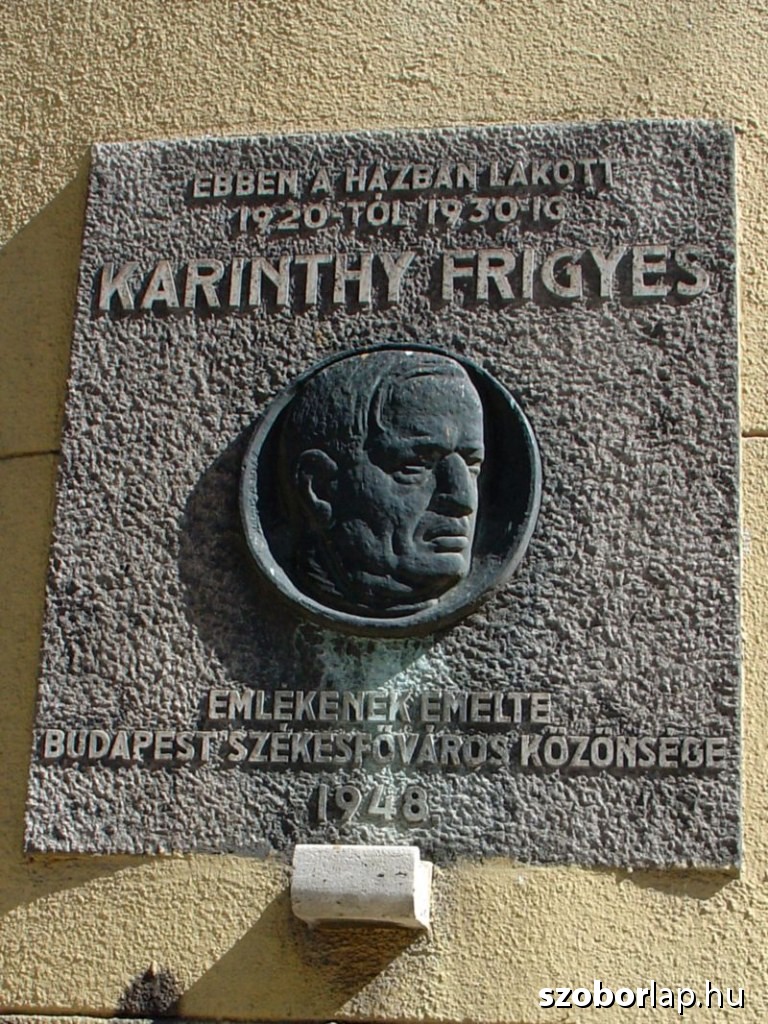 EBBEN A HÁZBAN LAKOTT
1920-TÓL 1930-IG
KARINTHY FRIGYES
EMLÉKÉNEK EMELTE
BUDAPEST SZÉKESFŐVÁROS KÖZÖNSÉGE
1948
szoborlap.hu